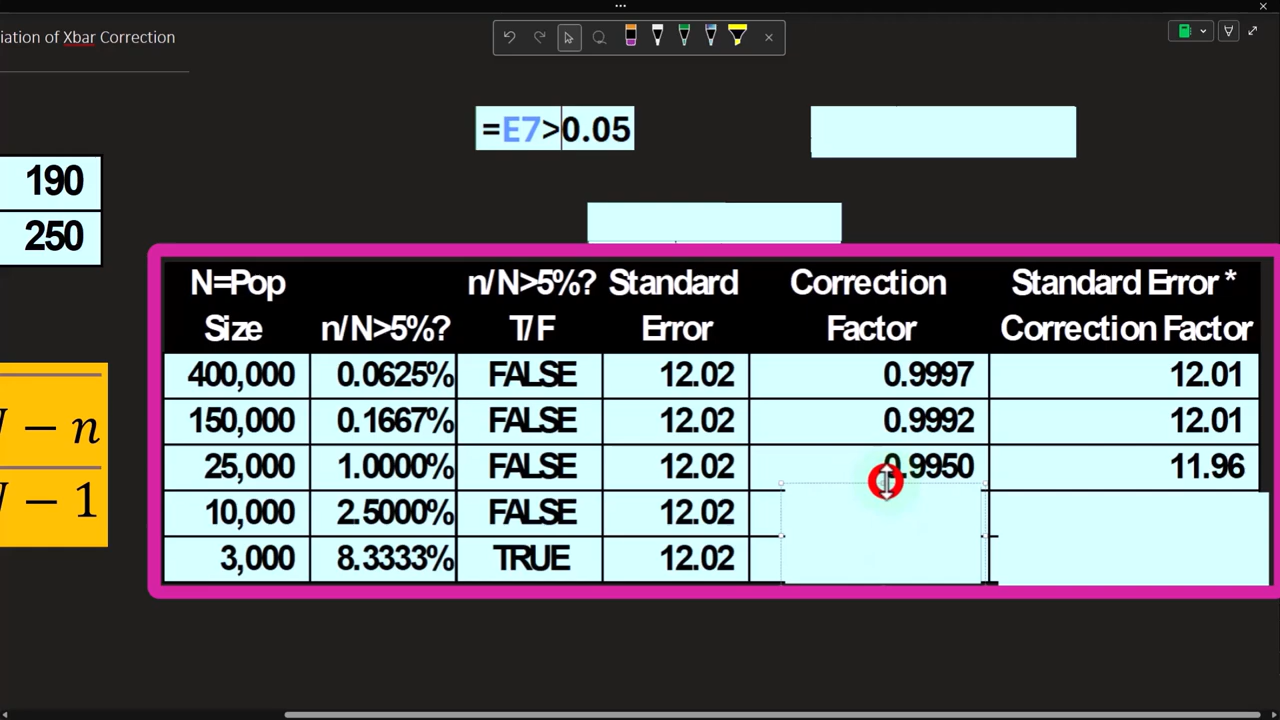 iation of Xbar Correction
=E7>0.05
190
250
N=Pop Size n/N>5%? n/N>5%? T/F Standard Error Correction Factor Standard Error * Correction Factor
400,000 0.0625% FALSE 12.02 0.9997 12.01
150,000 0.1667% FALSE 12.02 0.9992 12.01
25,000 1.0000% FALSE 12.02 0.9950 11.96
10,000 2.5000% FALSE 12.02
3,000 8.3333% TRUE 12.02
− n
− 1